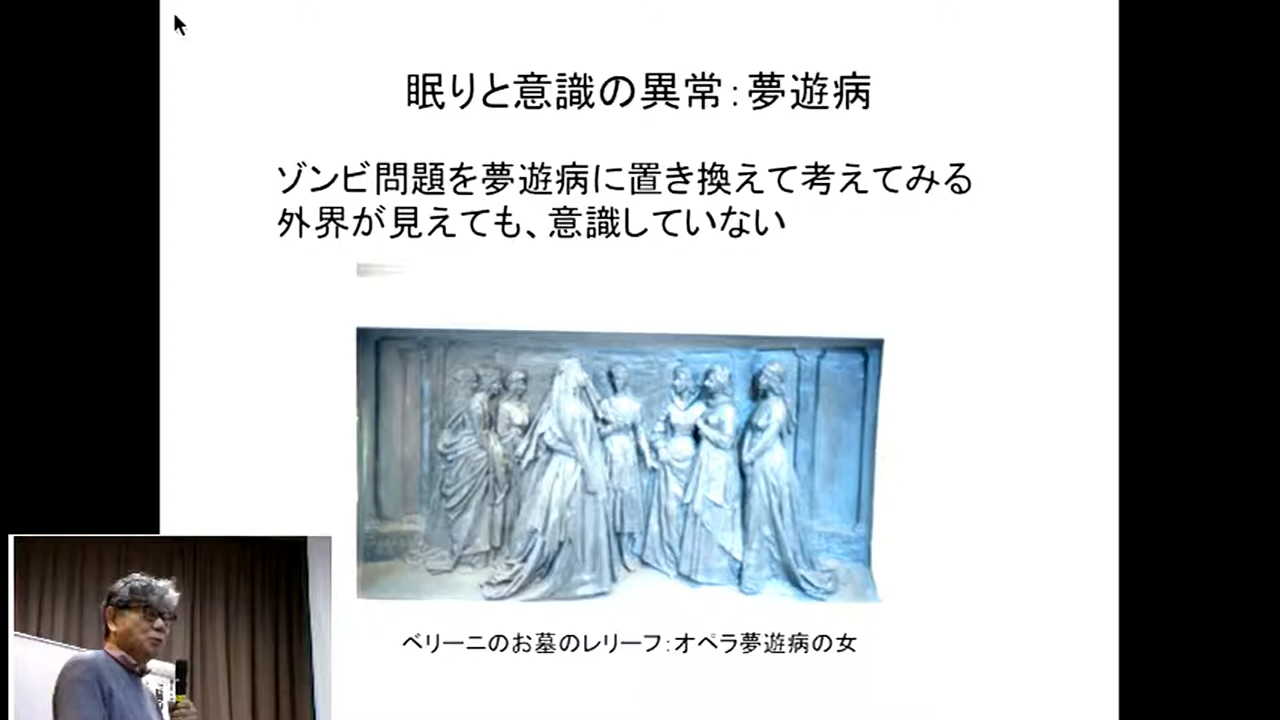 眠りと意識の異常：夢遊病
ゾンビ問題を夢遊病に置き換えて考えてみる
外界が見えても、意識していない
ベリーニのお墓のレリーフ：オペラ夢遊病の女